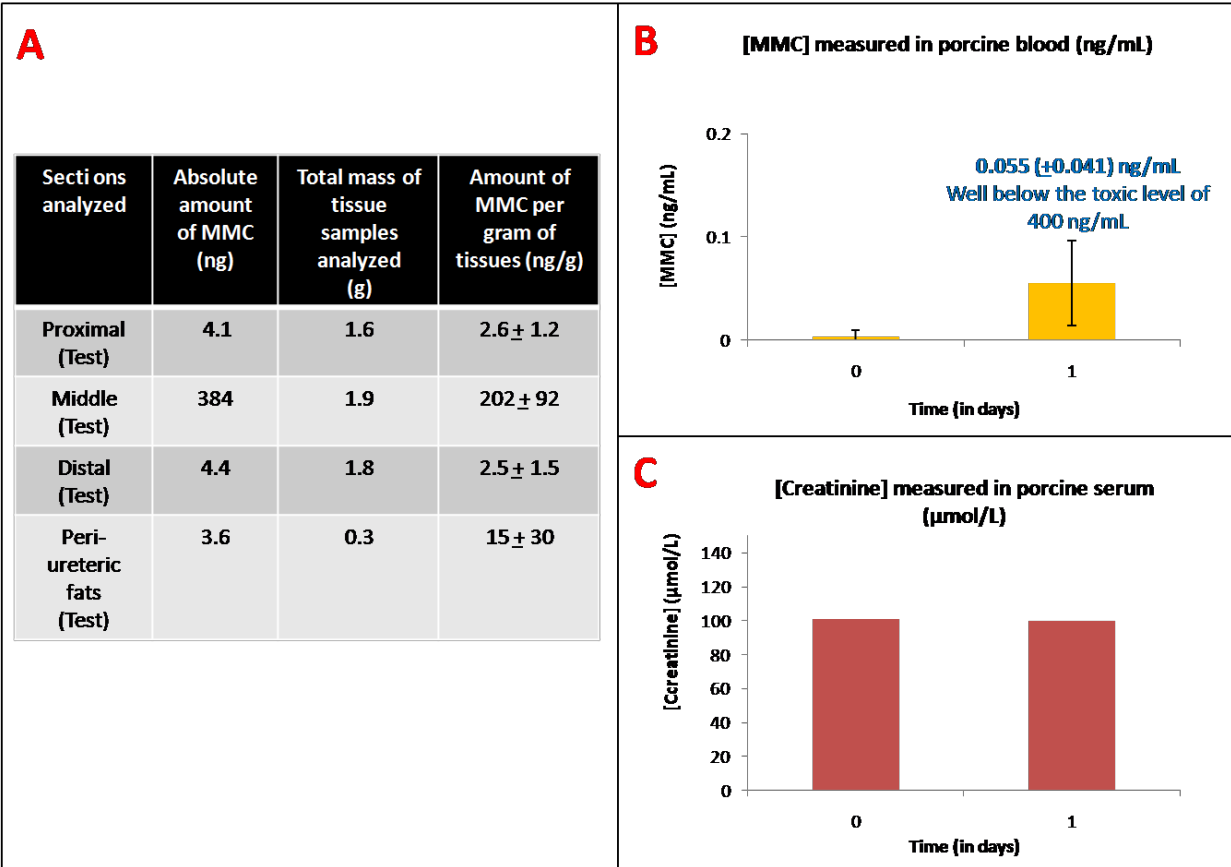 A
Secti ons analyzed
Absolute amount of MMC (ng)
Total mass of tissue samples analyzed (g)
Amount of MMC per gram of tissues (ng/g)
Proximal (Test) 4.1 1.6 2.6 ± 1.2
Middle (Test) 384 1.9 202 ± 92
Distal (Test) 4.4 1.8 2.5 ± 1.5
Peri-ureteric fats (Test) 3.6 0.3 15 ± 30
B
[MMC] measured in porcine blood (ng/mL)
[MMC] (ng/mL)
0.2
0.1
0
0.055 (±0.041) ng/mL
Well below the toxic level of
400 ng/mL
0 1
Time (in days)
C
[Creatinine] measured in porcine serum
(µmol/L)
[Ccreatinine] (µmol/L)
140
120
100
80
60
40
20
0
0 1
Time (in days)